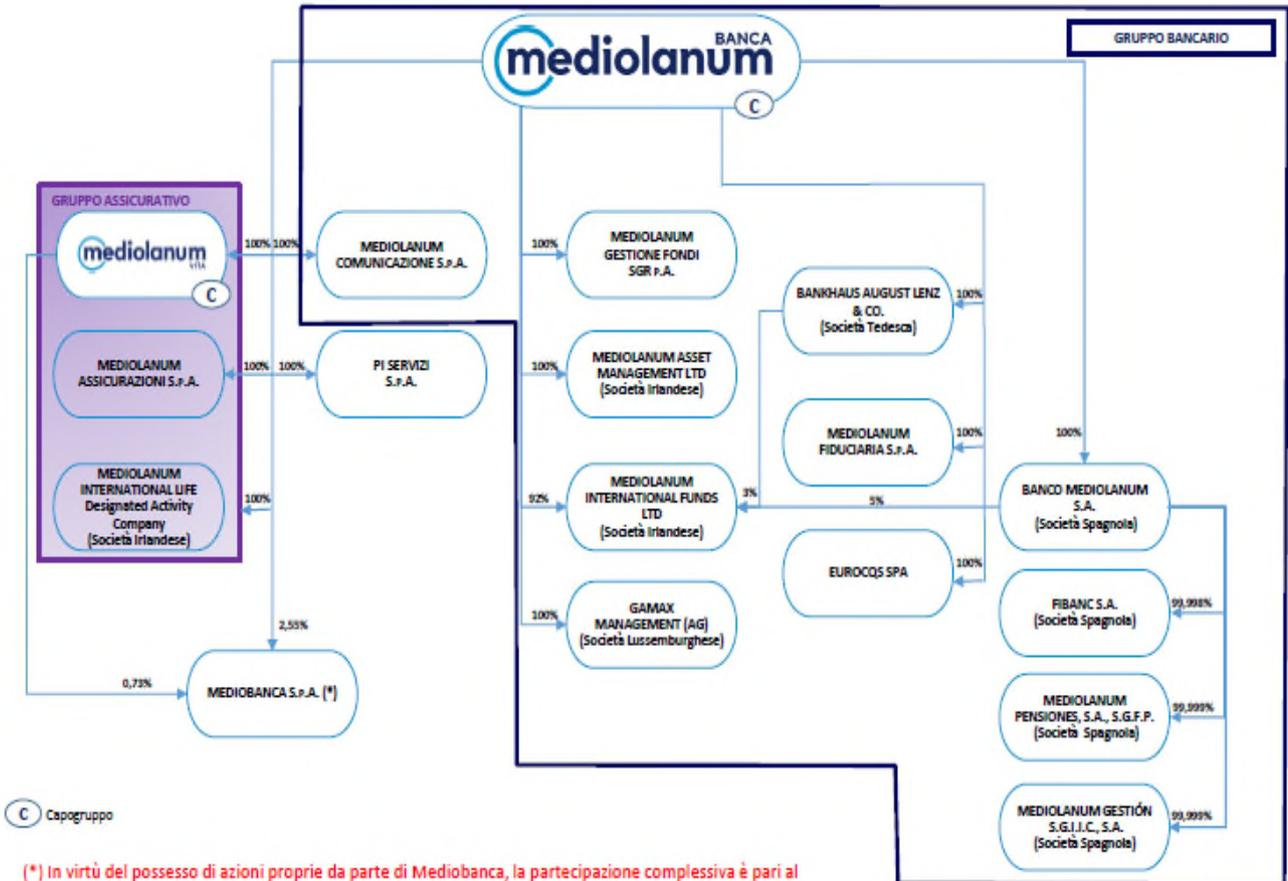 BANCA
mediolanum
C
GRUPPO BANCARIO
GRUPPO ASSICURATIVO
mediolanum
VITA
C
100% 100%
MEDIOLANUM
COMUNICAZIONE S.P.A.
100%
MEDIOLANUM
GESTIONE FONDI
SGR P.A.
BANKHAUS AUGUST LENZ
& CO.
(Società Tedesca)
100%
MEDIOLANUM
ASSICURAZIONI S.P.A.
100% 100%
PI SERVIZI
S.P.A.
100%
MEDIOLANUM ASSET
MANAGEMENT LTD
(Società Irlandese)
MEDIOLANUM
FIDUCIARIA S.P.A.
100%
100%
MEDIOLANUM
INTERNATIONAL LIFE
Designated Activity
Company
(Società Irlandese)
100%
92%
MEDIOLANUM
INTERNATIONAL FUNDS
LTD
(Società Irlandese)
3%
5%
BANCO MEDIOLANUM
S.A.
(Società Spagnola)
EUROCQS SPA
100%
100%
GAMAX
MANAGEMENT (AG)
(Società Lussemburghese)
FIBANC S.A.
(Società Spagnola)
99,998%
2,55%
0,73%
MEDIOBANCA S.P.A. (*)
MEDIOLANUM
PENSIONES, S.A., S.G.F.P.
(Società Spagnola)
99,999%
MEDIOLANUM GESTIÓN
S.G.I.I.C., S.A.
(Società Spagnola)
99,999%
C Capogruppo
(*) In virtù del possesso di azioni proprie da parte di Mediobanca, la partecipazione complessiva è pari al